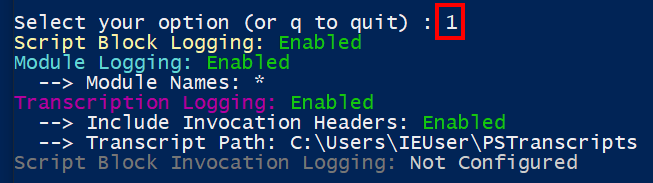 Select your option (or q to quit) : 1
Script Block Logging: Enabled
Module Logging: Enabled
  --> Module Names: *
Transcription Logging: Enabled
  --> Include Invocation Headers: Enabled
  --> Transcript Path: C:\Users\IEUser\PSTranscripts
Script Block Invocation Logging: Not Configured